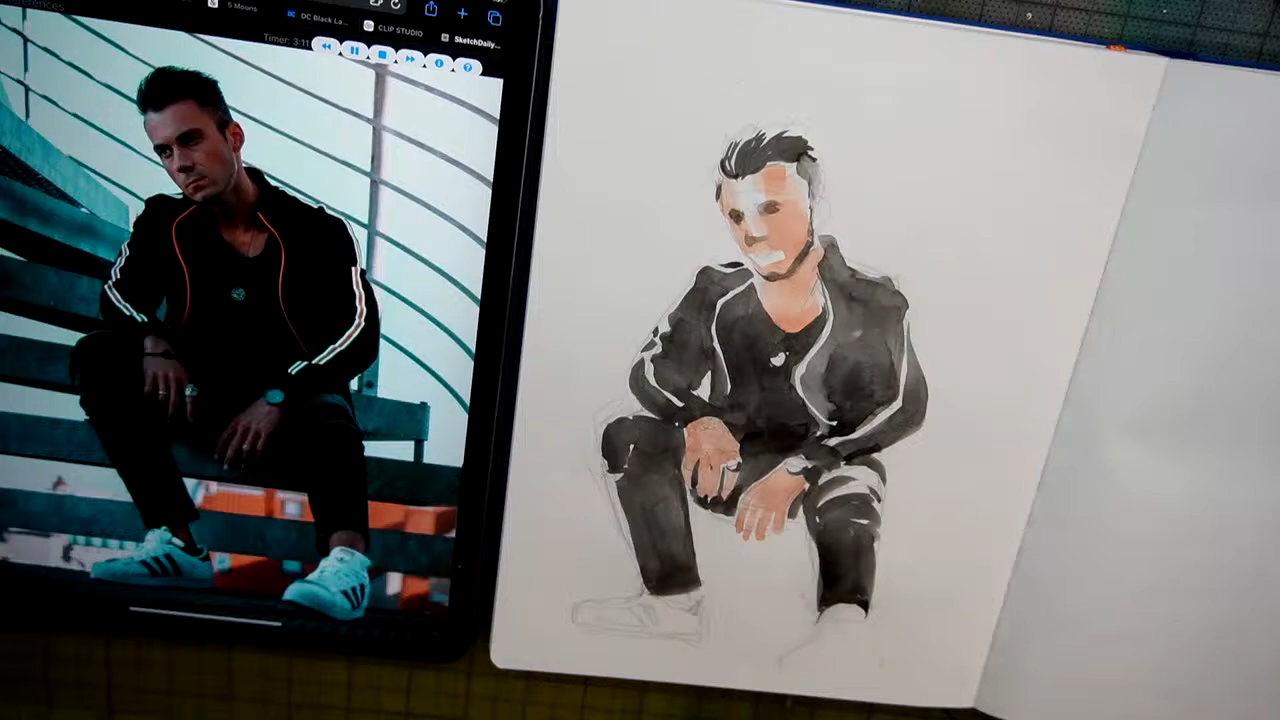 5 Moons
DC Black La...
CLIP STUDIO
SketchDaily...
Timer: 3:11